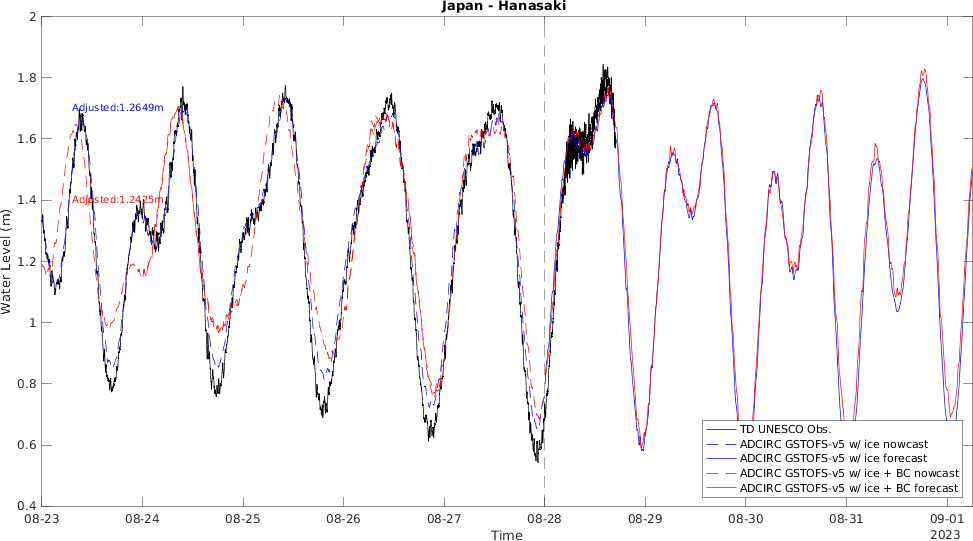 Japan - Hanasaki
2
1.8
1.6
1.4
1.2
1
0.8
0.6
0.4
Water Level (m)
Adjusted:1.2649m
Adjusted:1.2425m
TD UNESCO Obs.
ADCIRC GSTOFS-v5 w/ ice nowcast
ADCIRC GSTOFS-v5 w/ ice forecast
ADCIRC GSTOFS-v5 w/ ice + BC nowcast
ADCIRC GSTOFS-v5 w/ ice + BC forecast
08-23 08-24 08-25 08-26 08-27 08-28 08-29 08-30 08-31 09-01
2023
Time